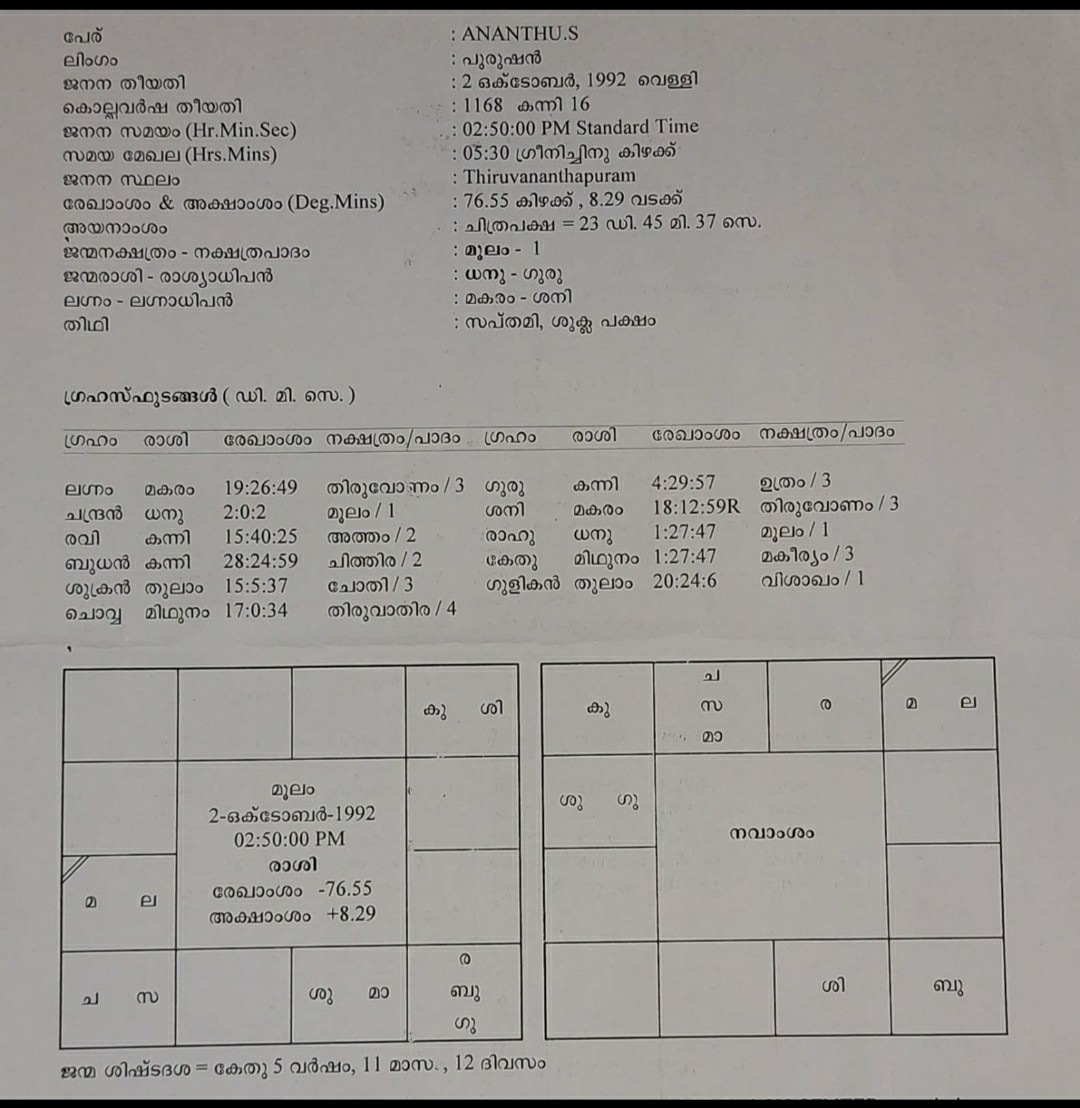 പേര് : ANANTHU.S
ലിംഗം : പുരുഷൻ
ജനന തീയതി : 2 ഒക്ടോബർ, 1992 വെള്ളി
കൊല്ലവർഷ തീയതി : 1168 കന്നി 16
ജനന സമയം (Hr.Min.Sec) : 02:50:00 PM Standard Time
സമയ മേഖല (Hrs.Mins) : 05:30 ഗ്രീനിച്ചിനു കിഴക്ക്
ജനന സ്ഥലം : Thiruvananthapuram
രേഖാംശം & അക്ഷാംശം (Deg.Mins) : 76.55 കിഴക്ക് , 8.29 വടക്ക്
അയനാംശം : ചിത്രപക്ഷ = 23 ഡി. 45 മി. 37 സെ.
ജന്മനക്ഷത്രം - നക്ഷത്രപാദം : മൂലം - 1
ജന്മരാശി - രാശ്യാധിപൻ : ധനു - ഗുരു
ലഗ്നം - ലഗ്നാധിപൻ : മകരം - ശനി
തിഥി : സപ്തമി, ശുക്ല പക്ഷം
ഗ്രഹസ്ഫുടങ്ങൾ ( ഡി. മി. സെ. )
ഗ്രഹം രാശി രേഖാംശം നക്ഷത്രം/പാദം ഗ്രഹം രാശി രേഖാംശം നക്ഷത്രം/പാദം
ലഗ്നം മകരം 19:26:49 തിരുവോണം / 3 ഗുരു കന്നി 4:29:57 ഉത്രം / 3
ചന്ദ്രൻ ധനു 2:0:2 മൂലം / 1 ശനി മകരം 18:12:59R തിരുവോണം / 3
രവി കന്നി 15:40:25 അത്തം / 2 രാഹു ധനു 1:27:47 മൂലം / 1
ബുധൻ കന്നി 28:24:59 ചിത്തിര / 2 കേതു മിഥുനം 1:27:47 മകീര്യം / 3
ശുക്രൻ തുലാം 15:5:37 ചോതി / 3 ഗുളികൻ തുലാം 20:24:6 വിശാഖം / 1
ചൊവ്വ മിഥുനം 17:0:34 തിരുവാതിര / 4
കു ശി
മൂലം
2-ഒക്ടോബർ-1992
02:50:00 PM
രാശി
രേഖാംശം -76.55
അക്ഷാംശം +8.29
മ ല
ച സ
ശു മാ
ര
ബു
ഗു
കു
ച
സ
മാ
ര
മ ല
ശു ഗു
നവാംശം
ശി
ബു
ജന്മ ശിഷ്ടദശ = കേതു 5 വർഷം, 11 മാസം, 12 ദിവസം